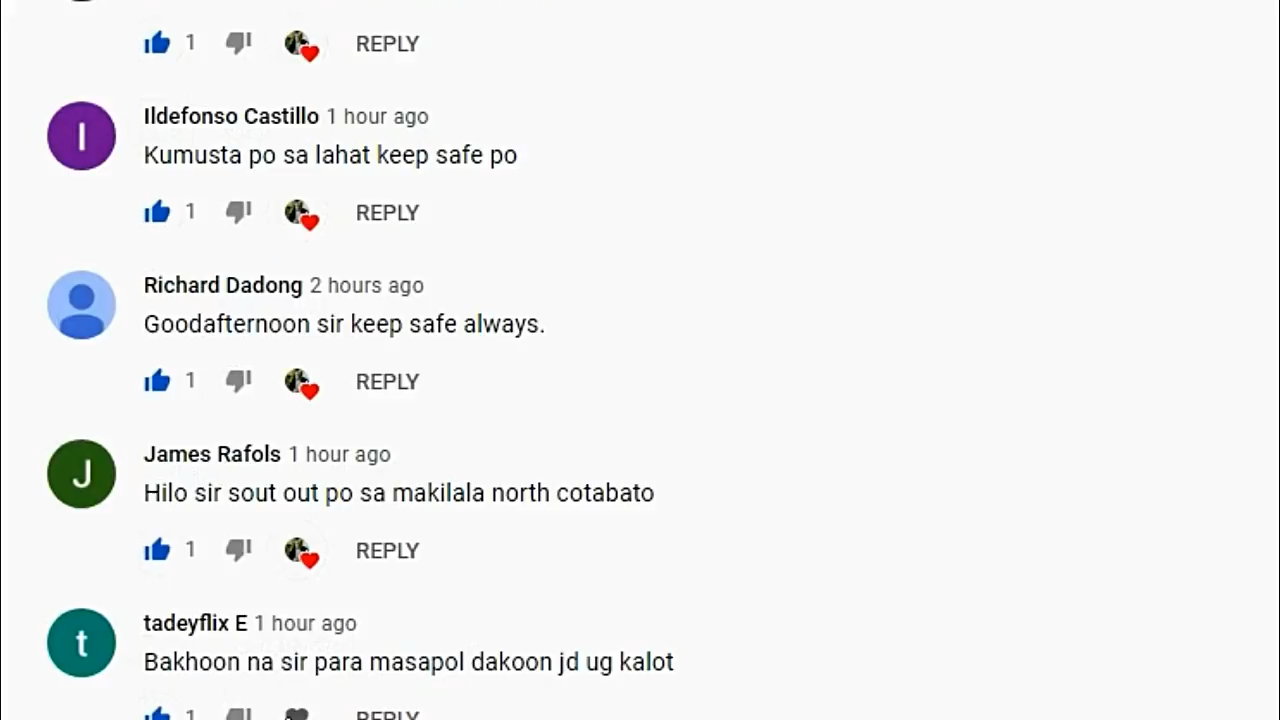 1 REPLY
I
Ildefonso Castillo 1 hour ago
Kumusta po sa lahat keep safe po
1 REPLY
Richard Dadong 2 hours ago
Goodafternoon sir keep safe always.
1 REPLY
J
James Rafols 1 hour ago
Hilo sir sout out po sa makilala north cotabato
1 REPLY
t
tadeyflix E 1 hour ago
Bakhoon na sir para masapol dakoon jd ug kalot
1 REPLY